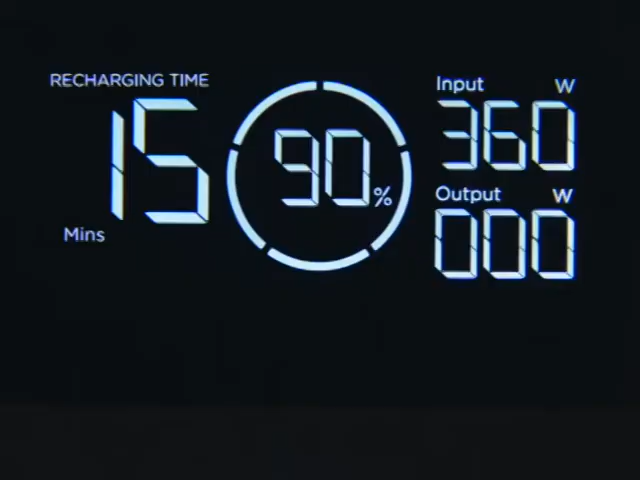 RECHARGING TIME
15
Mins
90%
Input W
360
Output W
000